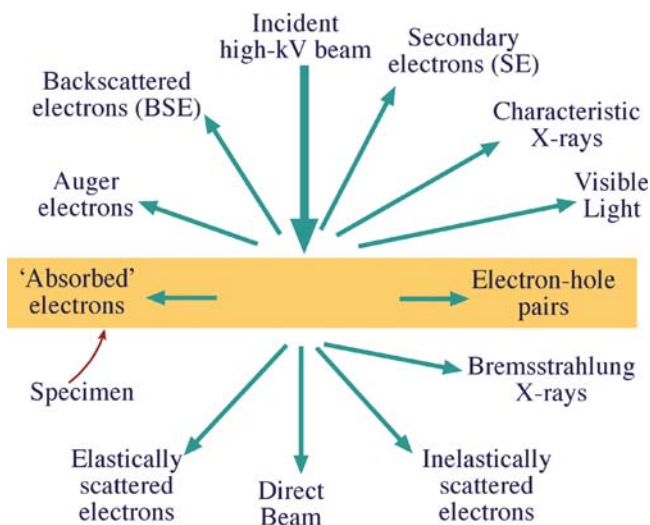 Incident
high-kV beam
Secondary
electrons (SE)
Backscattered
electrons (BSE)
Characteristic
X-rays
Auger
electrons
Visible
Light
‘Absorbed’
electrons
Electron-hole
pairs
Specimen
Bremsstrahlung
X-rays
Elastically
scattered
electrons
Direct
Beam
Inelastically
scattered
electrons